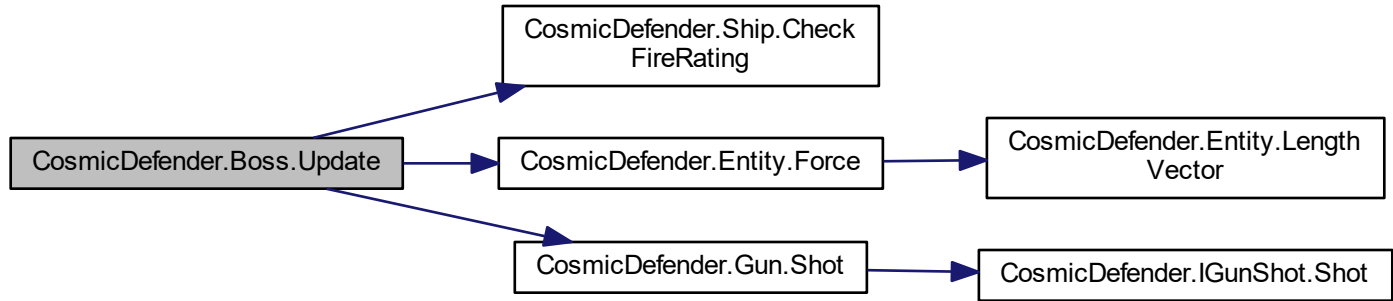 CosmicDefender.Ship.Check
FireRating
CosmicDefender.Boss.Update
CosmicDefender.Entity.Force
CosmicDefender.Entity.Length
Vector
CosmicDefender.Gun.Shot
CosmicDefender.IGunShot.Shot